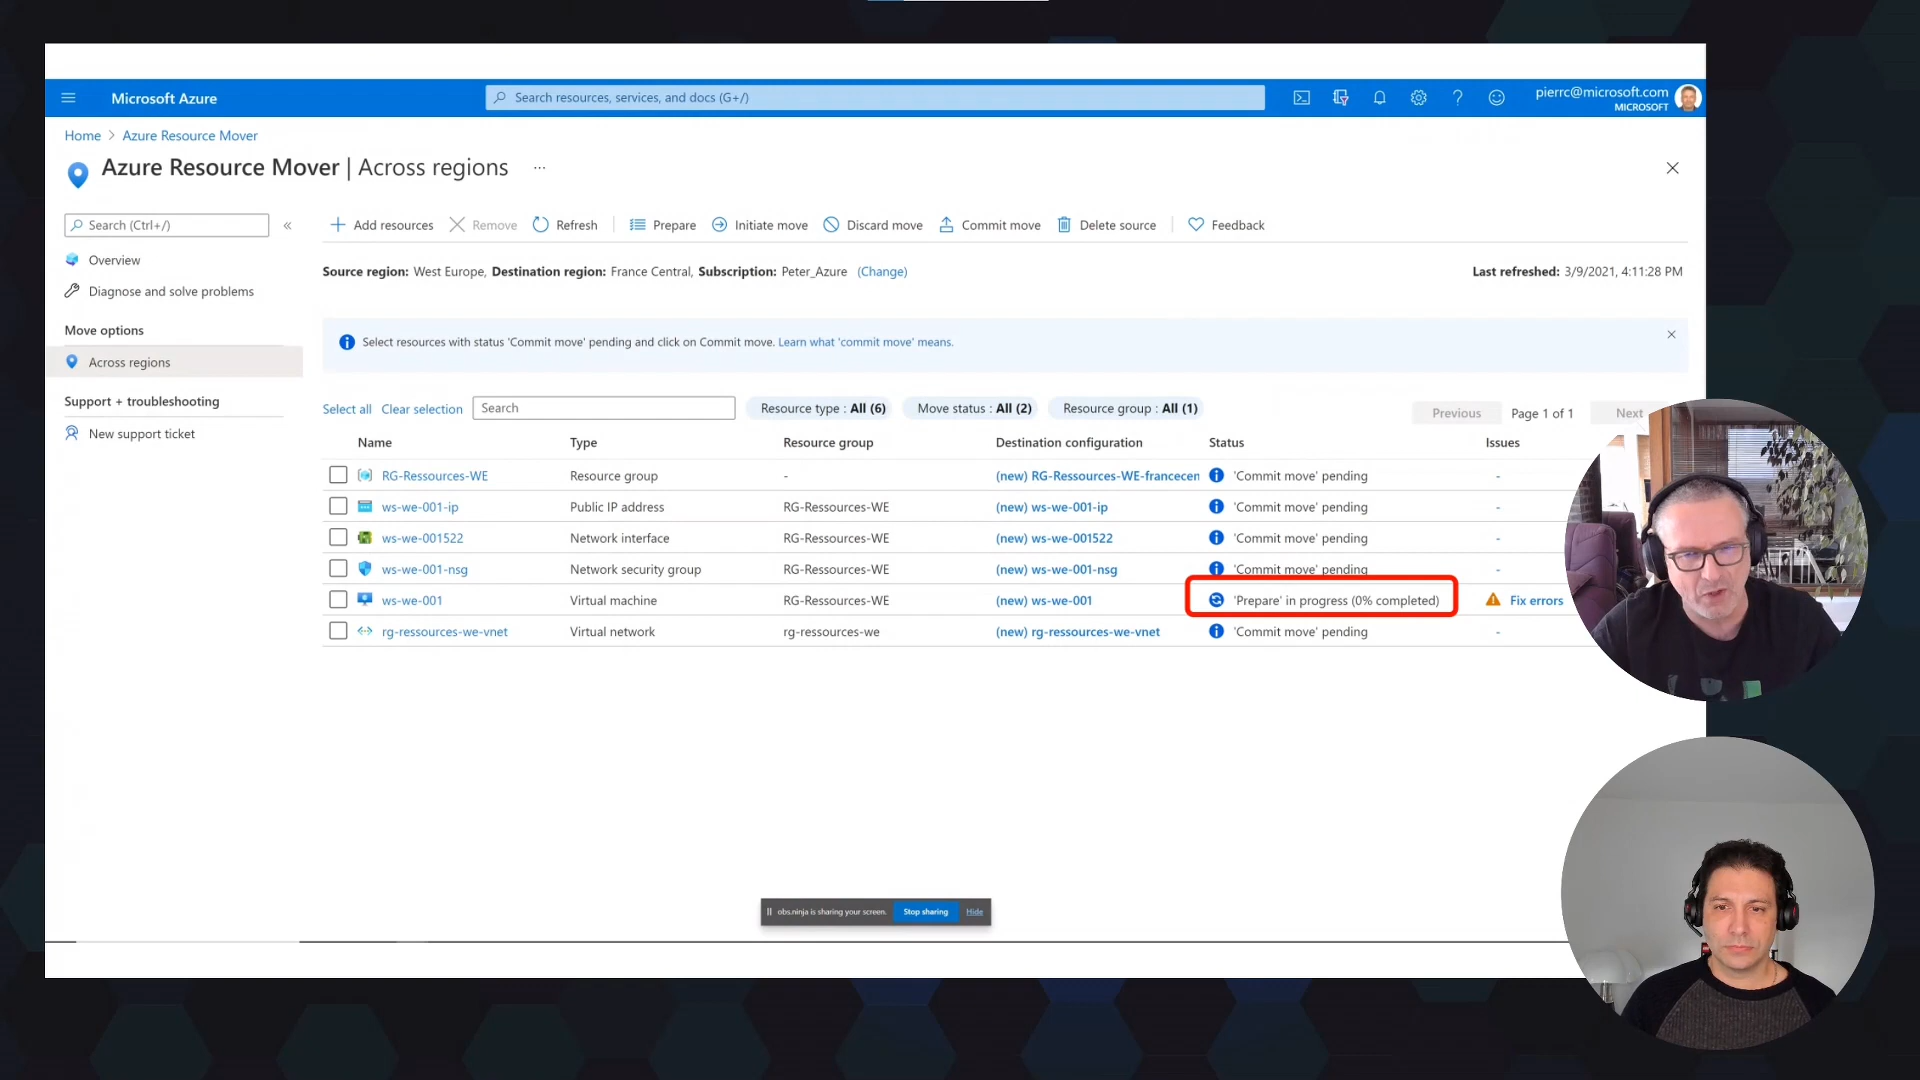 Microsoft Azure
Search resources, services, and docs (G+/)
pierrc@microsoft.com
MICROSOFT
Home > Azure Resource Mover
Azure Resource Mover | Across regions ...
Search (Ctrl+/) «
Add resources Remove Refresh Prepare Initiate move Discard move Commit move Delete source Feedback
Overview
Diagnose and solve problems
Move options
Across regions
Support + troubleshooting
New support ticket
Source region: West Europe, Destination region: France Central, Subscription: Peter_Azure (Change)
Last refreshed: 3/9/2021, 4:11:28 PM
Select resources with status 'Commit move' pending and click on Commit move. Learn what 'commit move' means.
Select all Clear selection Search Resource type : All (6) Move status : All (2) Resource group : All (1) Previous Page 1 of 1 Next
Name Type Resource group Destination configuration Status Issues
RG-Ressources-WE Resource group - (new) RG-Ressources-WE-francecen 'Commit move' pending -
ws-we-001-ip Public IP address RG-Ressources-WE (new) ws-we-001-ip 'Commit move' pending -
ws-we-001522 Network interface RG-Ressources-WE (new) ws-we-001522 'Commit move' pending -
ws-we-001-nsg Network security group RG-Ressources-WE (new) ws-we-001-nsg 'Commit move' pending -
ws-we-001 Virtual machine RG-Ressources-WE (new) ws-we-001 'Prepare' in progress (0% completed) Fix errors
rg-ressources-we-vnet Virtual network rg-ressources-we (new) rg-ressources-we-vnet 'Commit move' pending -
obs.ninja is sharing your screen. Stop sharing Hide